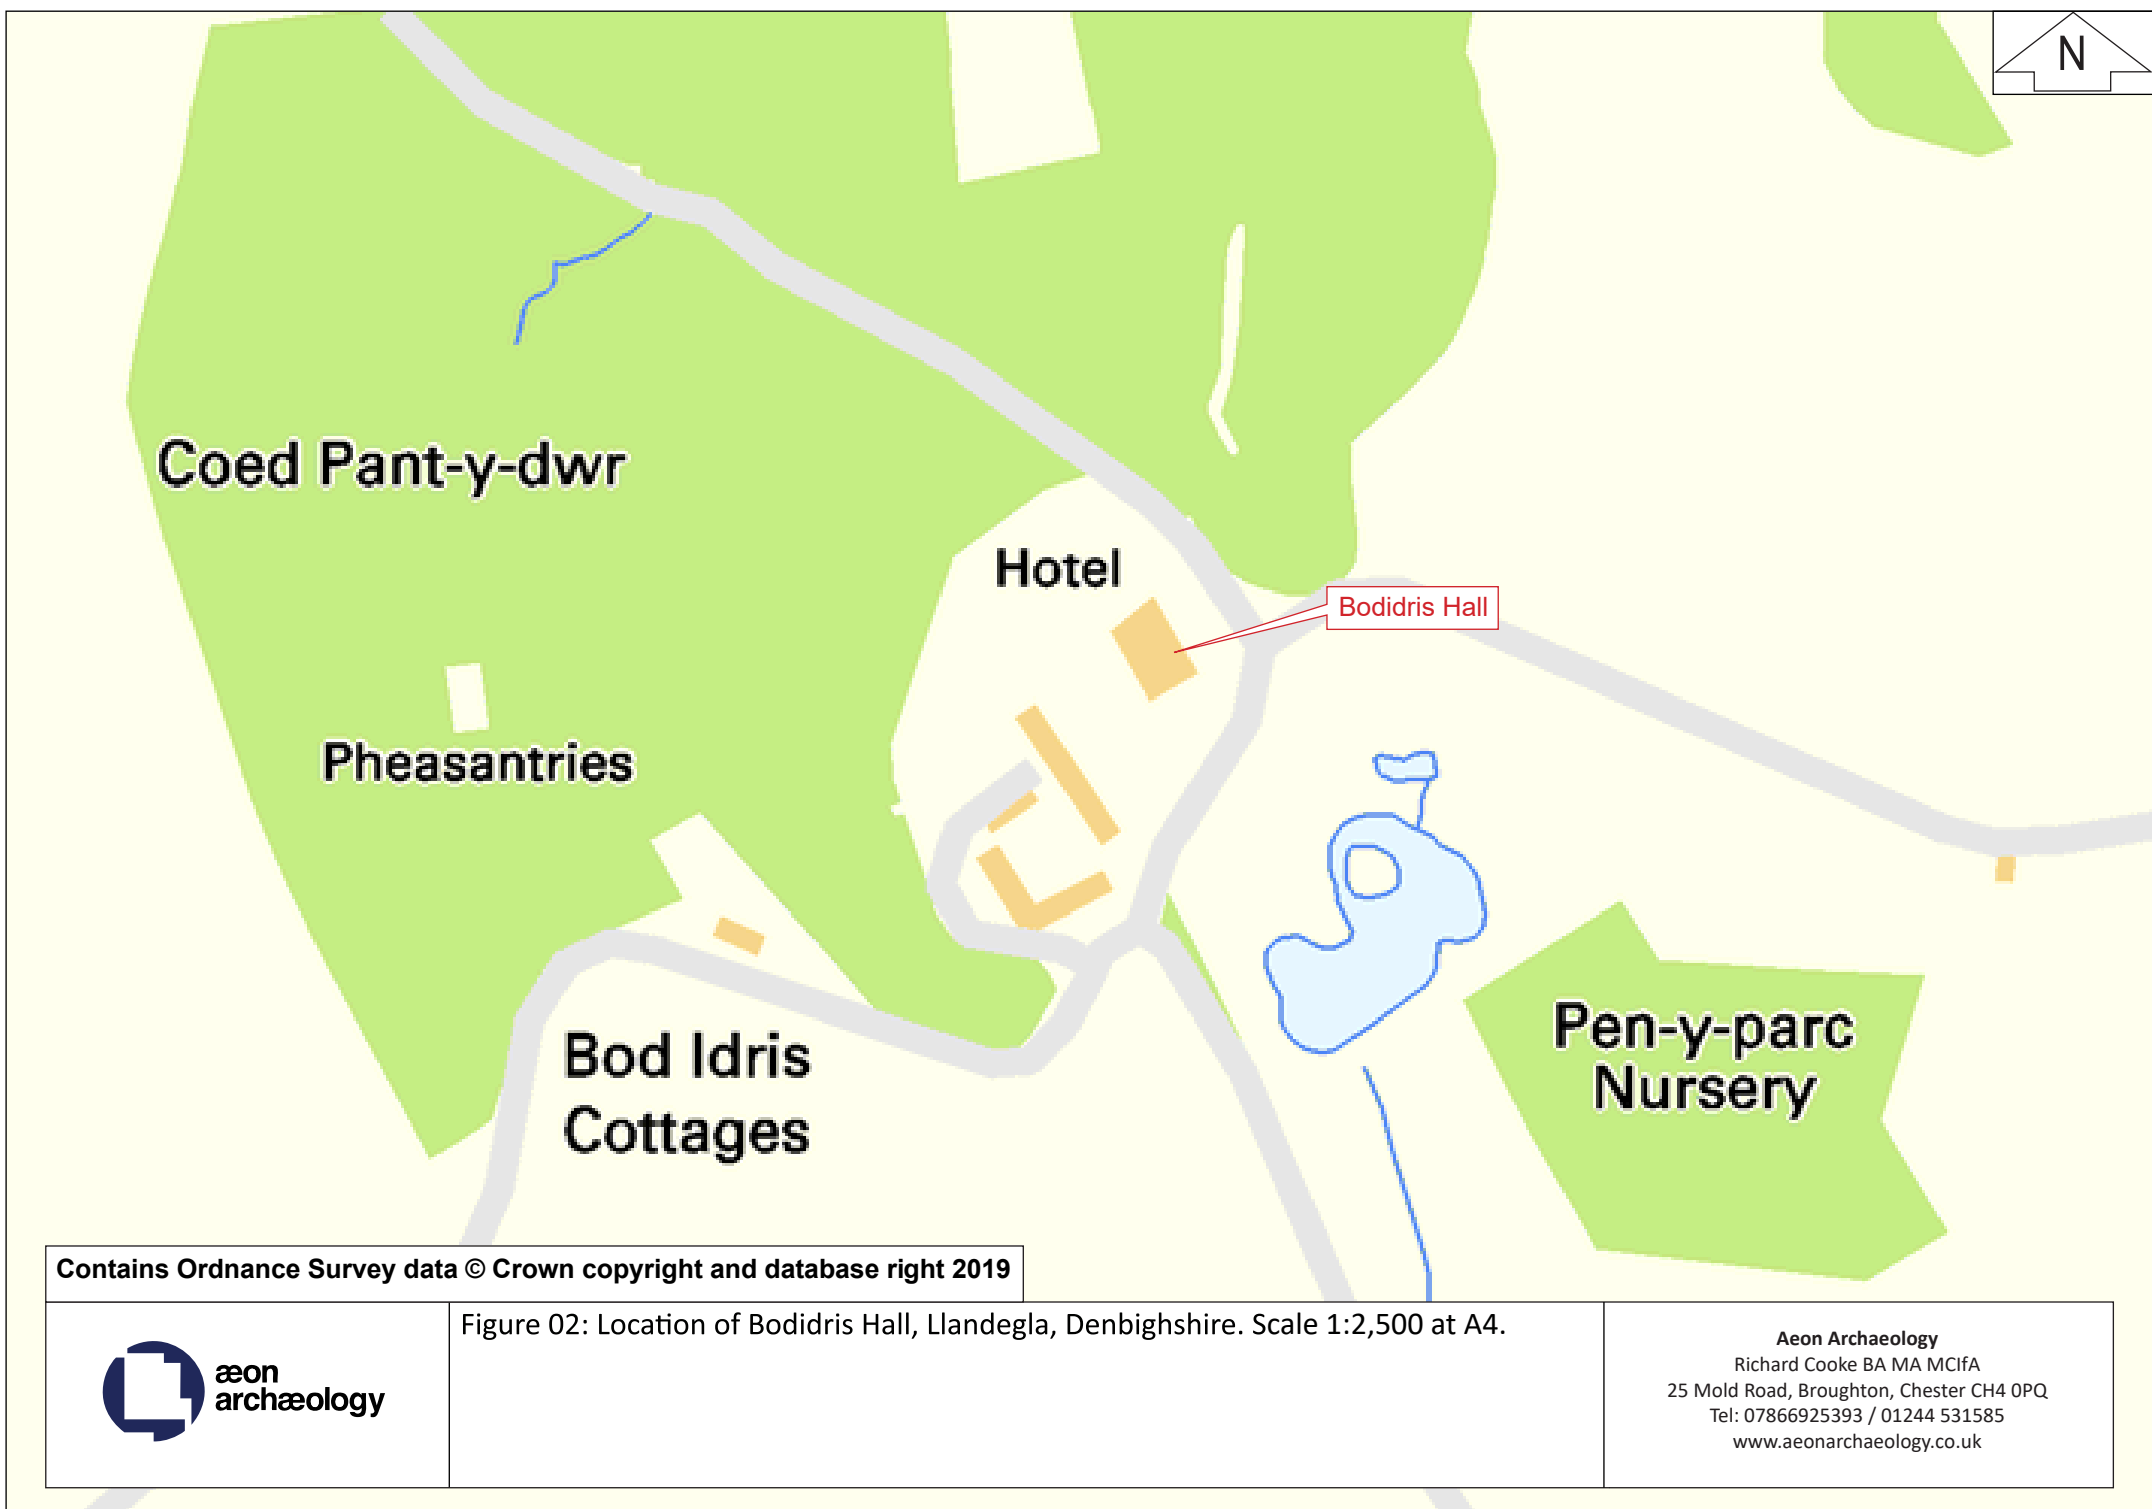 N
Coed Pant-y-dwr
Hotel
Bodidris Hall
Pheasantries
Pen-y-parc
Nursery
Bod Idris
Cottages
Contains Ordnance Survey data © Crown copyright and database right 2019
æon
archæology
Figure 02: Location of Bodidris Hall, Llandegla, Denbighshire. Scale 1:2,500 at A4.
Aeon Archaeology
Richard Cooke BA MA MCIfA
25 Mold Road, Broughton, Chester CH4 0PQ
Tel: 07866925393 / 01244 531585
www.aeonarchaeology.co.uk